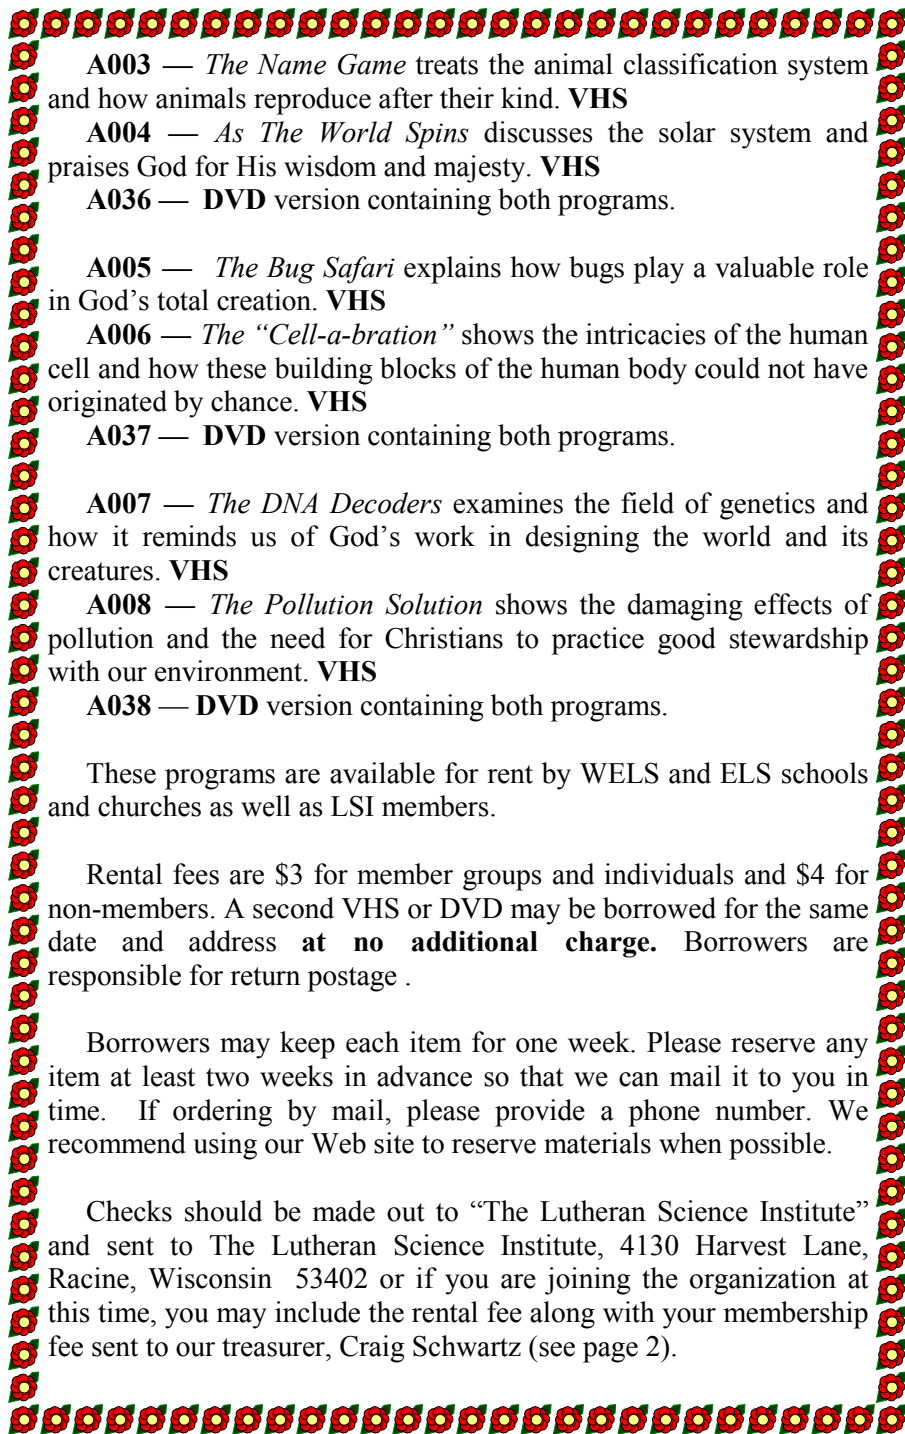 A003 — The Name Game treats the animal classification system
and how animals reproduce after their kind. VHS
A004 — As The World Spins discusses the solar system and
praises God for His wisdom and majesty. VHS
A036 — DVD version containing both programs.
A005 — The Bug Safari explains how bugs play a valuable role
in God’s total creation. VHS
A006 — The “Cell-a-bration” shows the intricacies of the human
cell and how these building blocks of the human body could not have
originated by chance. VHS
A037 — DVD version containing both programs.
A007 — The DNA Decoders examines the field of genetics and
how it reminds us of God’s work in designing the world and its
creatures. VHS
A008 — The Pollution Solution shows the damaging effects of
pollution and the need for Christians to practice good stewardship
with our environment. VHS
A038 — DVD version containing both programs.
These programs are available for rent by WELS and ELS schools
and churches as well as LSI members.
Rental fees are $3 for member groups and individuals and $4 for
non-members. A second VHS or DVD may be borrowed for the same
date and address at no additional charge. Borrowers are
responsible for return postage .
Borrowers may keep each item for one week. Please reserve any
item at least two weeks in advance so that we can mail it to you in
time. If ordering by mail, please provide a phone number. We
recommend using our Web site to reserve materials when possible.
Checks should be made out to “The Lutheran Science Institute”
and sent to The Lutheran Science Institute, 4130 Harvest Lane,
Racine, Wisconsin 53402 or if you are joining the organization at
this time, you may include the rental fee along with your membership
fee sent to our treasurer, Craig Schwartz (see page 2).